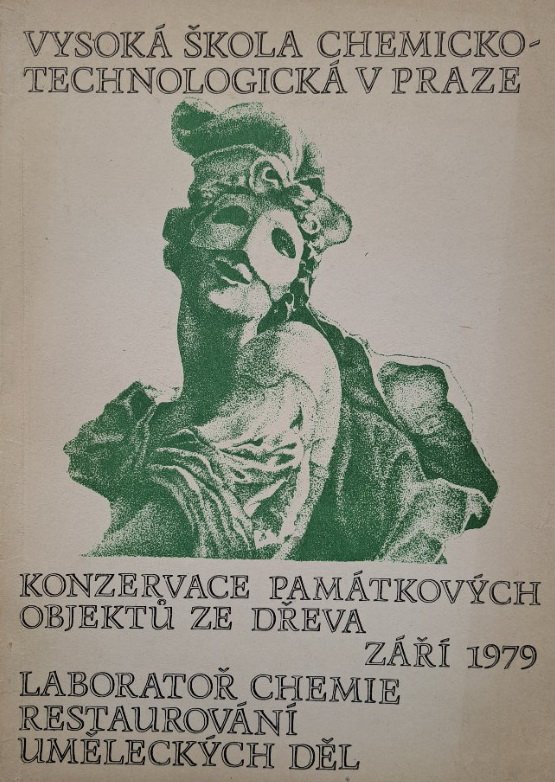 VYSOKÁ ŠKOLA CHEMICKO-
TECHNOLOGICKÁ V PRAZE
KONZERVACE PAMÁTKOVÝCH
OBJEKTŮ ZE DŘEVA
ZÁŘÍ 1979
LABORATOŘ CHEMIE
RESTAUROVÁNÍ
UMĚLECKÝCH DĚL